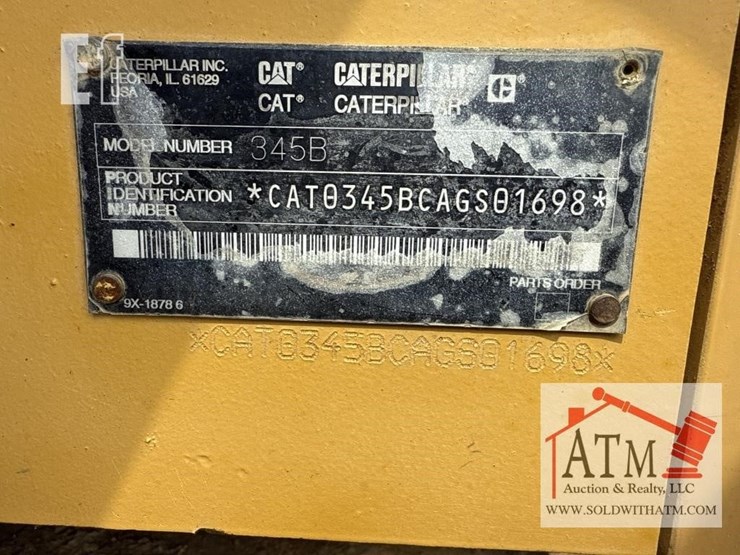 Ef
CATERPILLAR INC.
PEORIA, IL 61629
USA
CAT® CATERPILLAR®
CAT® CATERPILLAR®
MODEL NUMBER 345B
PRODUCT
IDENTIFICATION
NUMBER
*CAT0345BCAGS01698*
PARTS ORDER
9X-1878 6
*CAT0345BCAGS01698*
ATM
Auction & Realty, LLC
WWW.SOLDWITHATM.COM